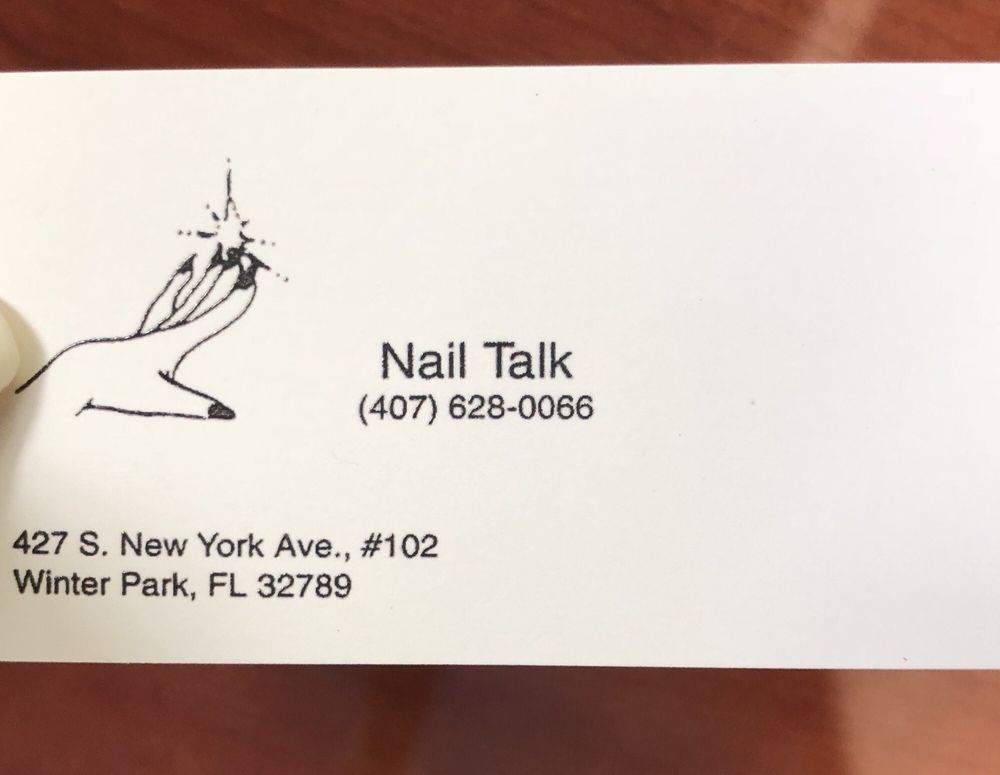 Nail Talk
(407) 628-0066
427 S. New York Ave., #102
Winter Park, FL 32789